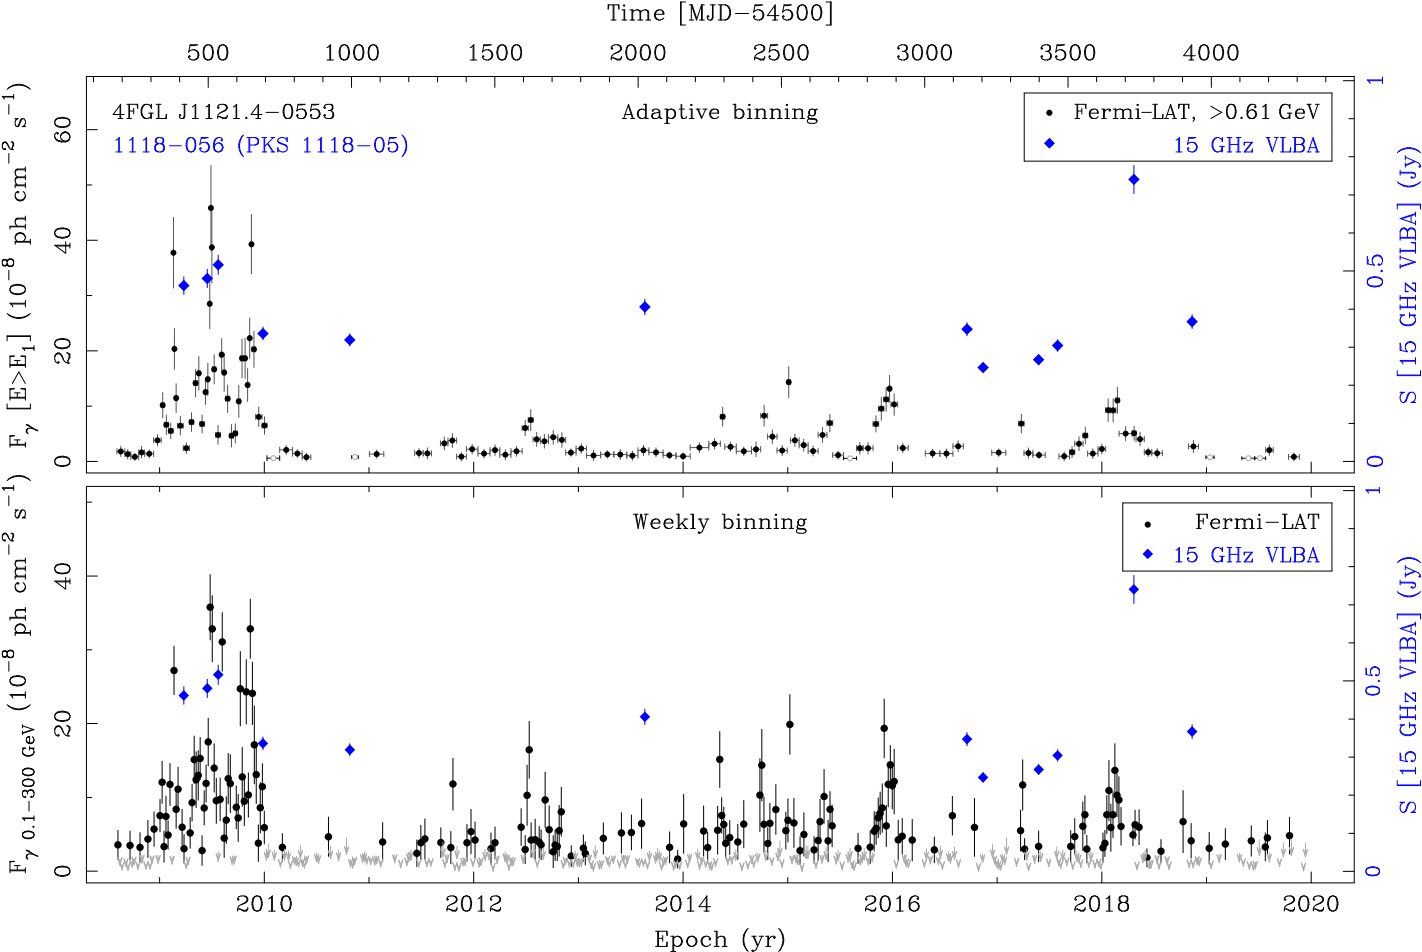 Time [MJD−54500]
500 1000 1500 2000 2500 3000 3500 4000
4FGL J1121.4−0553
1118−056 (PKS 1118−05)
Adaptive binning
Fermi−LAT, >0.61 GeV
15 GHz VLBA
Fγ [E>E1] (10−8 ph cm−2 s−1)
60
40
20
0
S [15 GHz VLBA] (Jy)
1
0.5
0
Weekly binning
Fermi−LAT
15 GHz VLBA
Fγ 0.1−300 GeV (10−8 ph cm−2 s−1)
40
20
0
S [15 GHz VLBA] (Jy)
1
0.5
0
2010 2012 2014 2016 2018 2020
Epoch (yr)